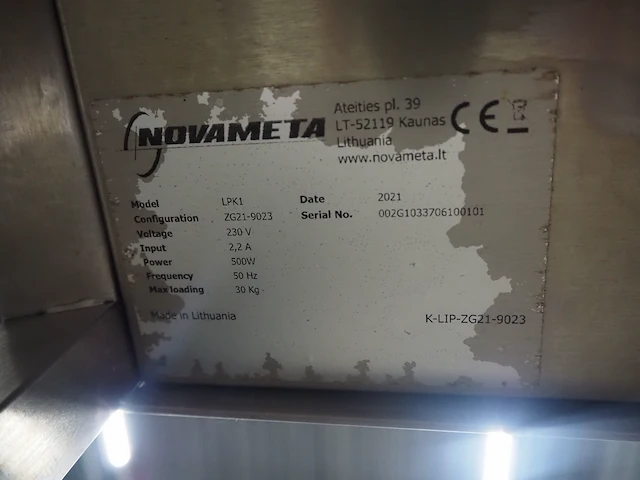 NOVAMETA
Ateities pl. 39
LT-52119 Kaunas
Lithuania
www.novameta.lt
CE
Model LPK1 Date 2021
Configuration ZG21-9023 Serial No. 002G1033706100101
Voltage 230 V
Input 2,2 A
Power 500W
Frequency 50 Hz
Max loading 30 Kg
Made in Lithuania K-LIP-ZG21-9023